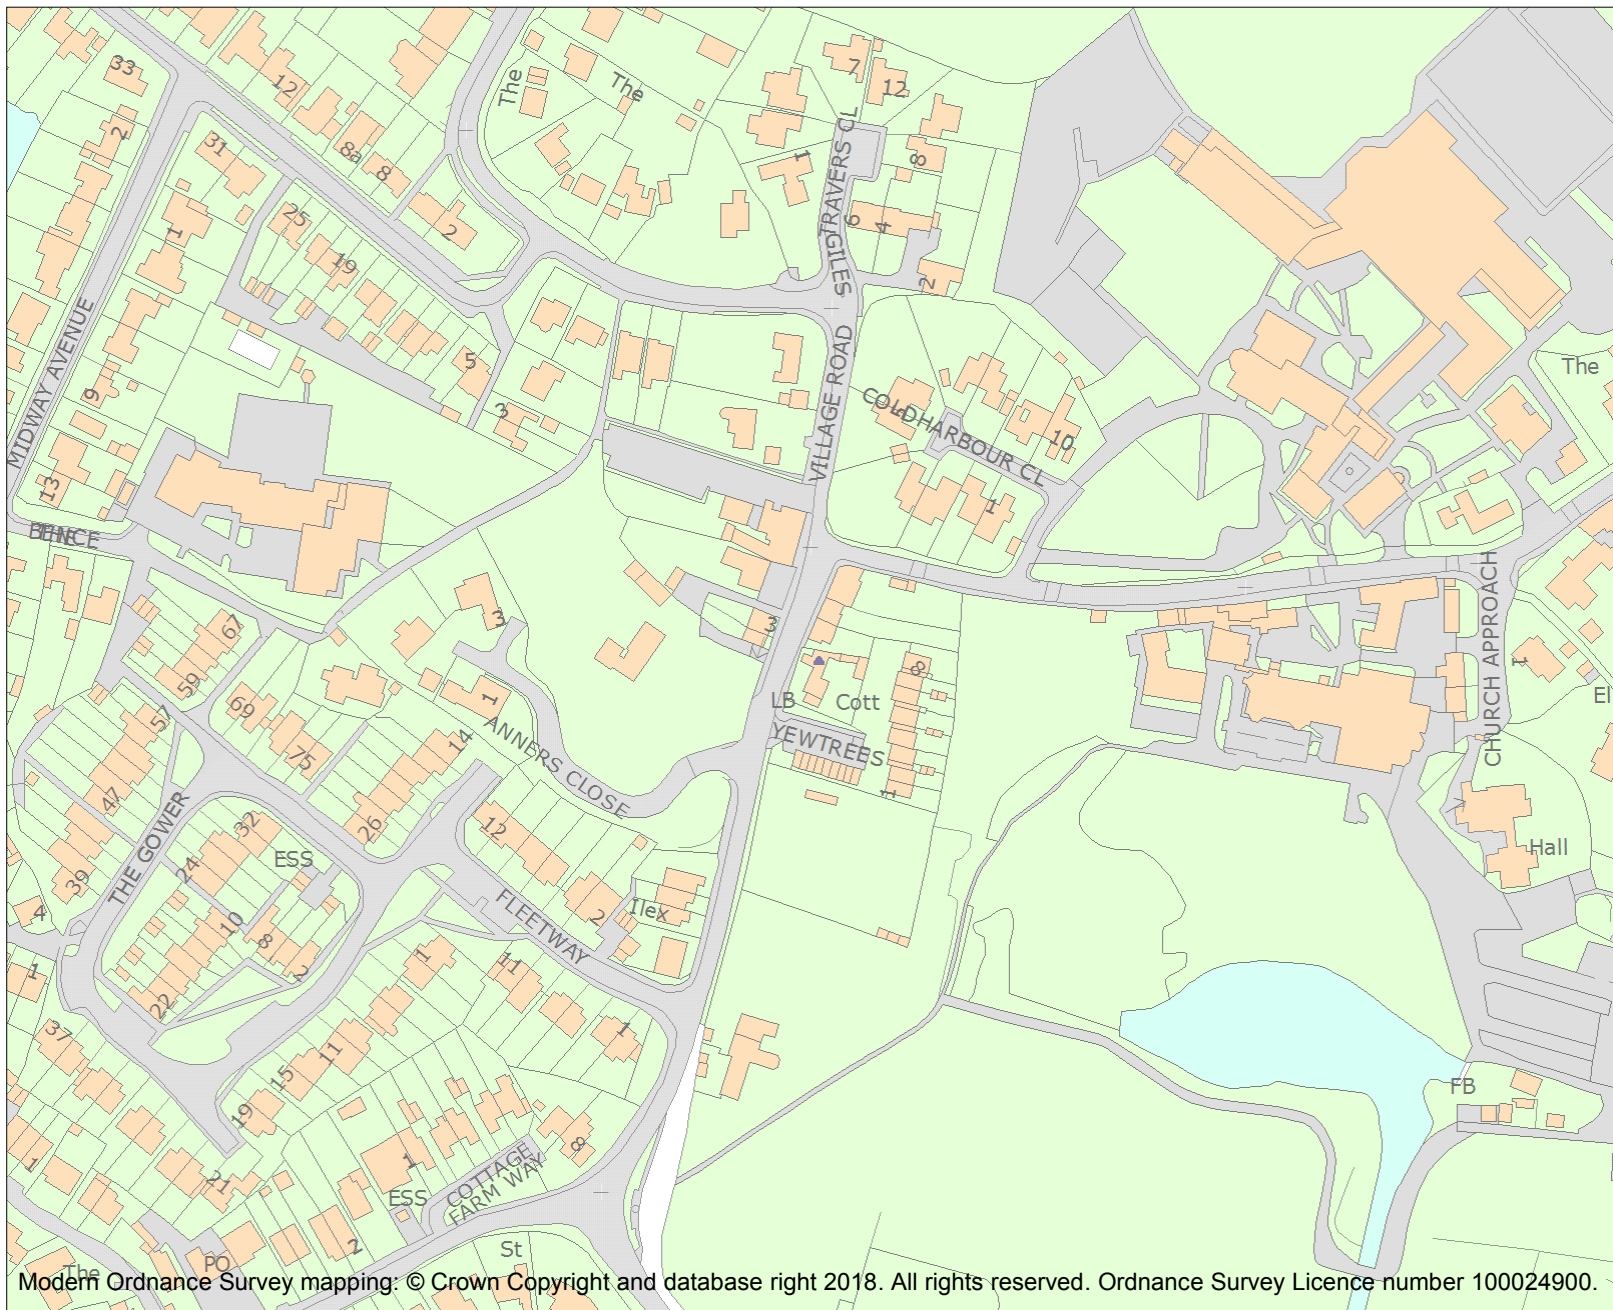 33
12
The
The
7
12
2
31
8a
8
1
TRAVERS CL
8
25
2
1
19
6
4
ST GILES
2
MIDWAY AVENUE
5
VILLAGE ROAD
The
9
3
COLDHARBOUR CL
10
13
1
THE
BENCE
3
67
3
8
CHURCH APPROACH
1
59
1
69
LB
Cott
El
57
75
14
ANNERS CLOSE
YEWTREES
1
47
THE GOWER
32
26
12
ESS
24
Hall
39
4
10
8
FLEETWAY
2
Ilex
1
2
1
11
22
37
11
1
15
FB
19
1
8
1
21
COTTAGE
FARM WAY
ESS
2
St
PO
The
Modern Ordnance Survey mapping: © Crown Copyright and database right 2018. All rights reserved. Ordnance Survey Licence number 100024900.